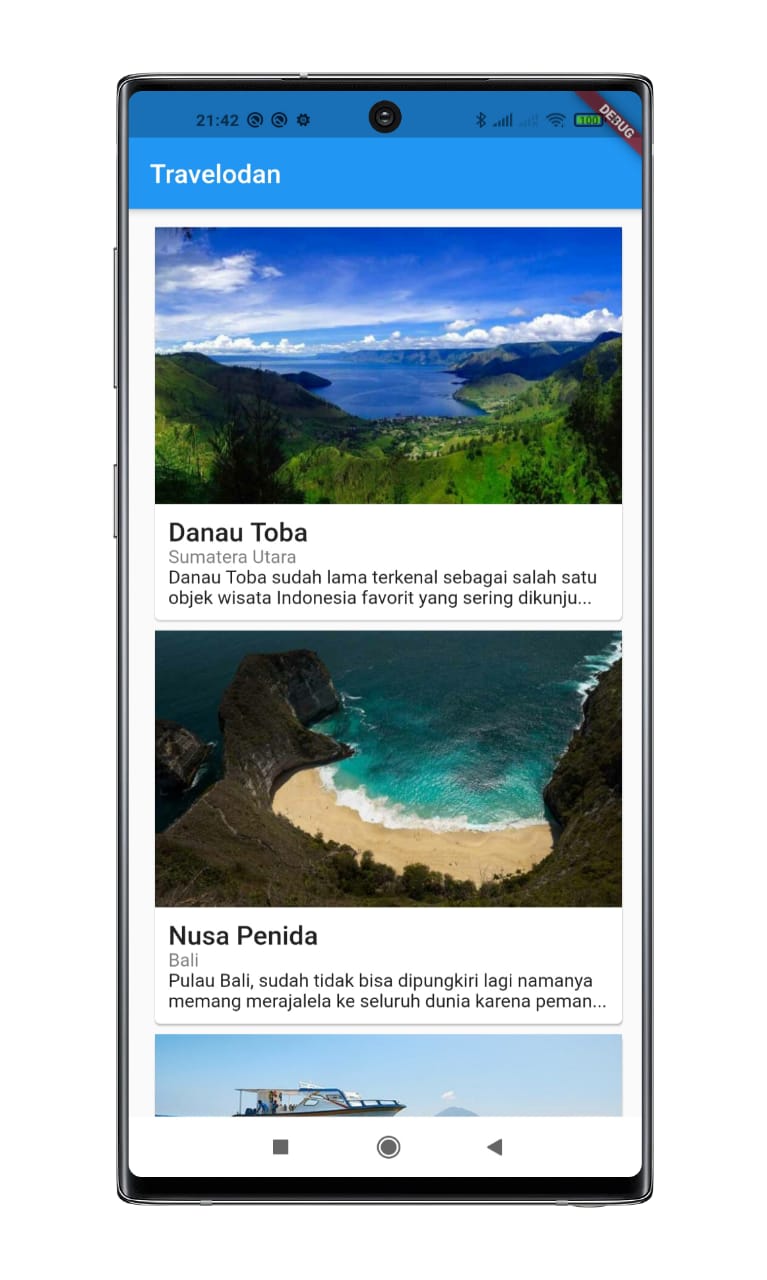 21:42
100
DEBUG
Travelodan
Danau Toba
Sumatera Utara
Danau Toba sudah lama terkenal sebagai salah satu
objek wisata Indonesia favorit yang sering dikunju...
Nusa Penida
Bali
Pulau Bali, sudah tidak bisa dipungkiri lagi namanya
memang merajalela ke seluruh dunia karena peman...